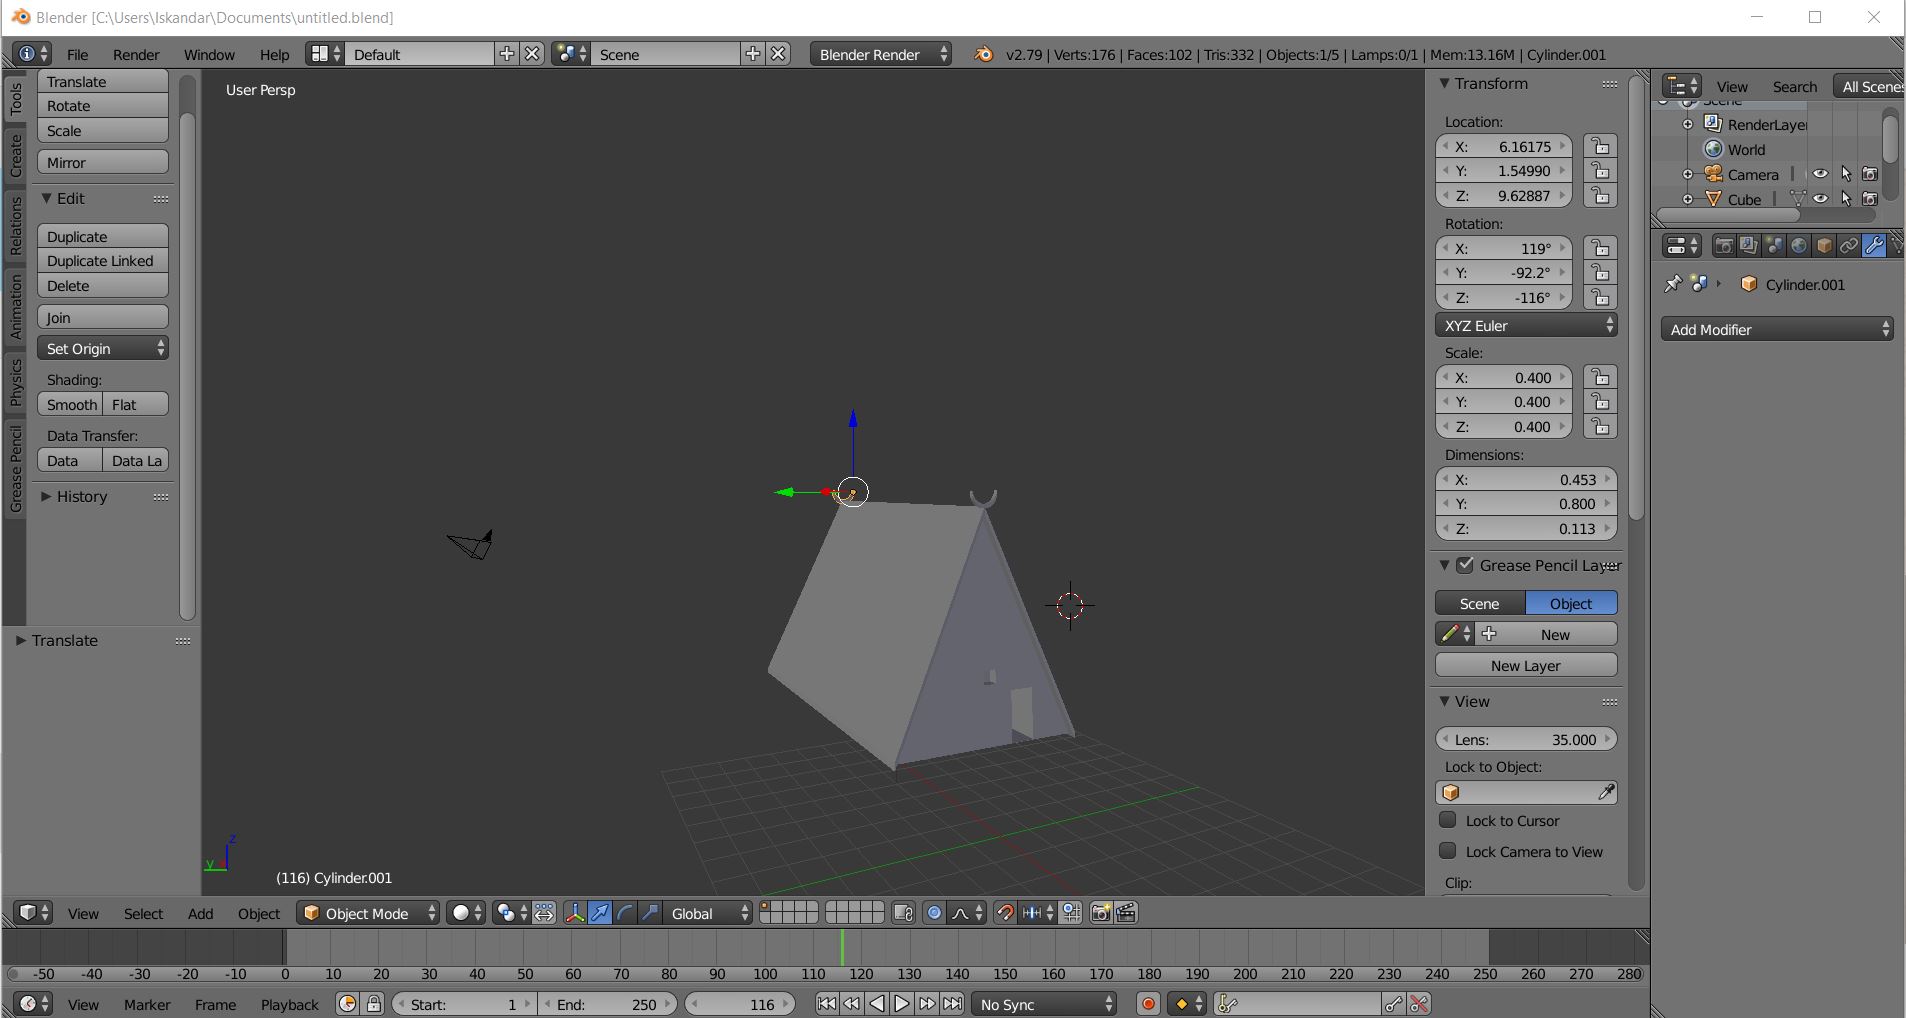 Blender [C:\Users\Iskandar\Documents\untitled.blend]
File Render Window Help Default Scene Blender Render v2.79 | Verts:176 | Faces:102 | Tris:332 | Objects:1/5 | Lamps:0/1 | Mem:13.16M | Cylinder.001
Tools
Create
Relations
Animation
Physics
Grease Pencil
Translate
Rotate
Scale
Mirror
Edit
Duplicate
Duplicate Linked
Delete
Join
Set Origin
Shading:
Smooth Flat
Data Transfer:
Data Data La
History
Translate
User Persp
z
y
(116) Cylinder.001
Transform
Location:
X: 6.16175
Y: 1.54990
Z: 9.62887
Rotation:
X: 119°
Y: -92.2°
Z: -116°
XYZ Euler
Scale:
X: 0.400
Y: 0.400
Z: 0.400
Dimensions:
X: 0.453
Y: 0.800
Z: 0.113
Grease Pencil Layer
Scene Object
New
New Layer
View
Lens: 35.000
Lock to Object:
Lock to Cursor
Lock Camera to View
Clip:
View Search All Scenes
Scene
RenderLayer
World
Camera
Cube
Cylinder.001
Add Modifier
View Select Add Object Object Mode Global
-50 -40 -30 -20 -10 0 10 20 30 40 50 60 70 80 90 100 110 120 130 140 150 160 170 180 190 200 210 220 230 240 250 260 270 280
View Marker Frame Playback Start: 1 End: 250 116 No Sync